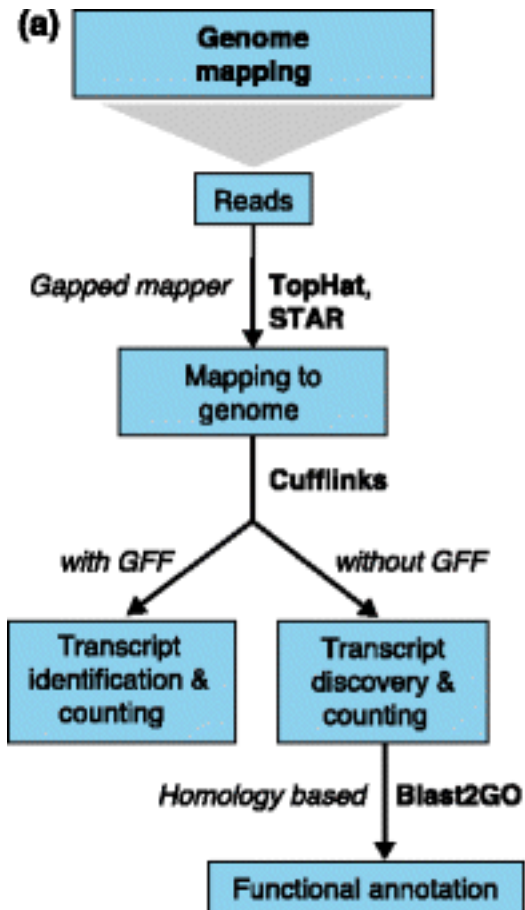 (a)
Genome
mapping
Reads
Gapped mapper
TopHat,
STAR
Mapping to
genome
Cufflinks
with GFF
without GFF
Transcript
identification &
counting
Transcript
discovery &
counting
Homology based
Blast2GO
Functional annotation